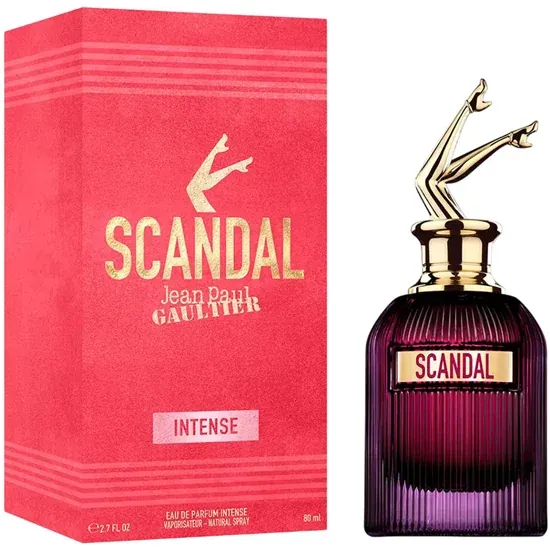 SCANDAL
Jean Paul
GAULTIER
INTENSE
EAU DE PARFUM INTENSE
℮ 2.7 FL OZ VAPORISATEUR - NATURAL SPRAY 80 ml
SCANDAL